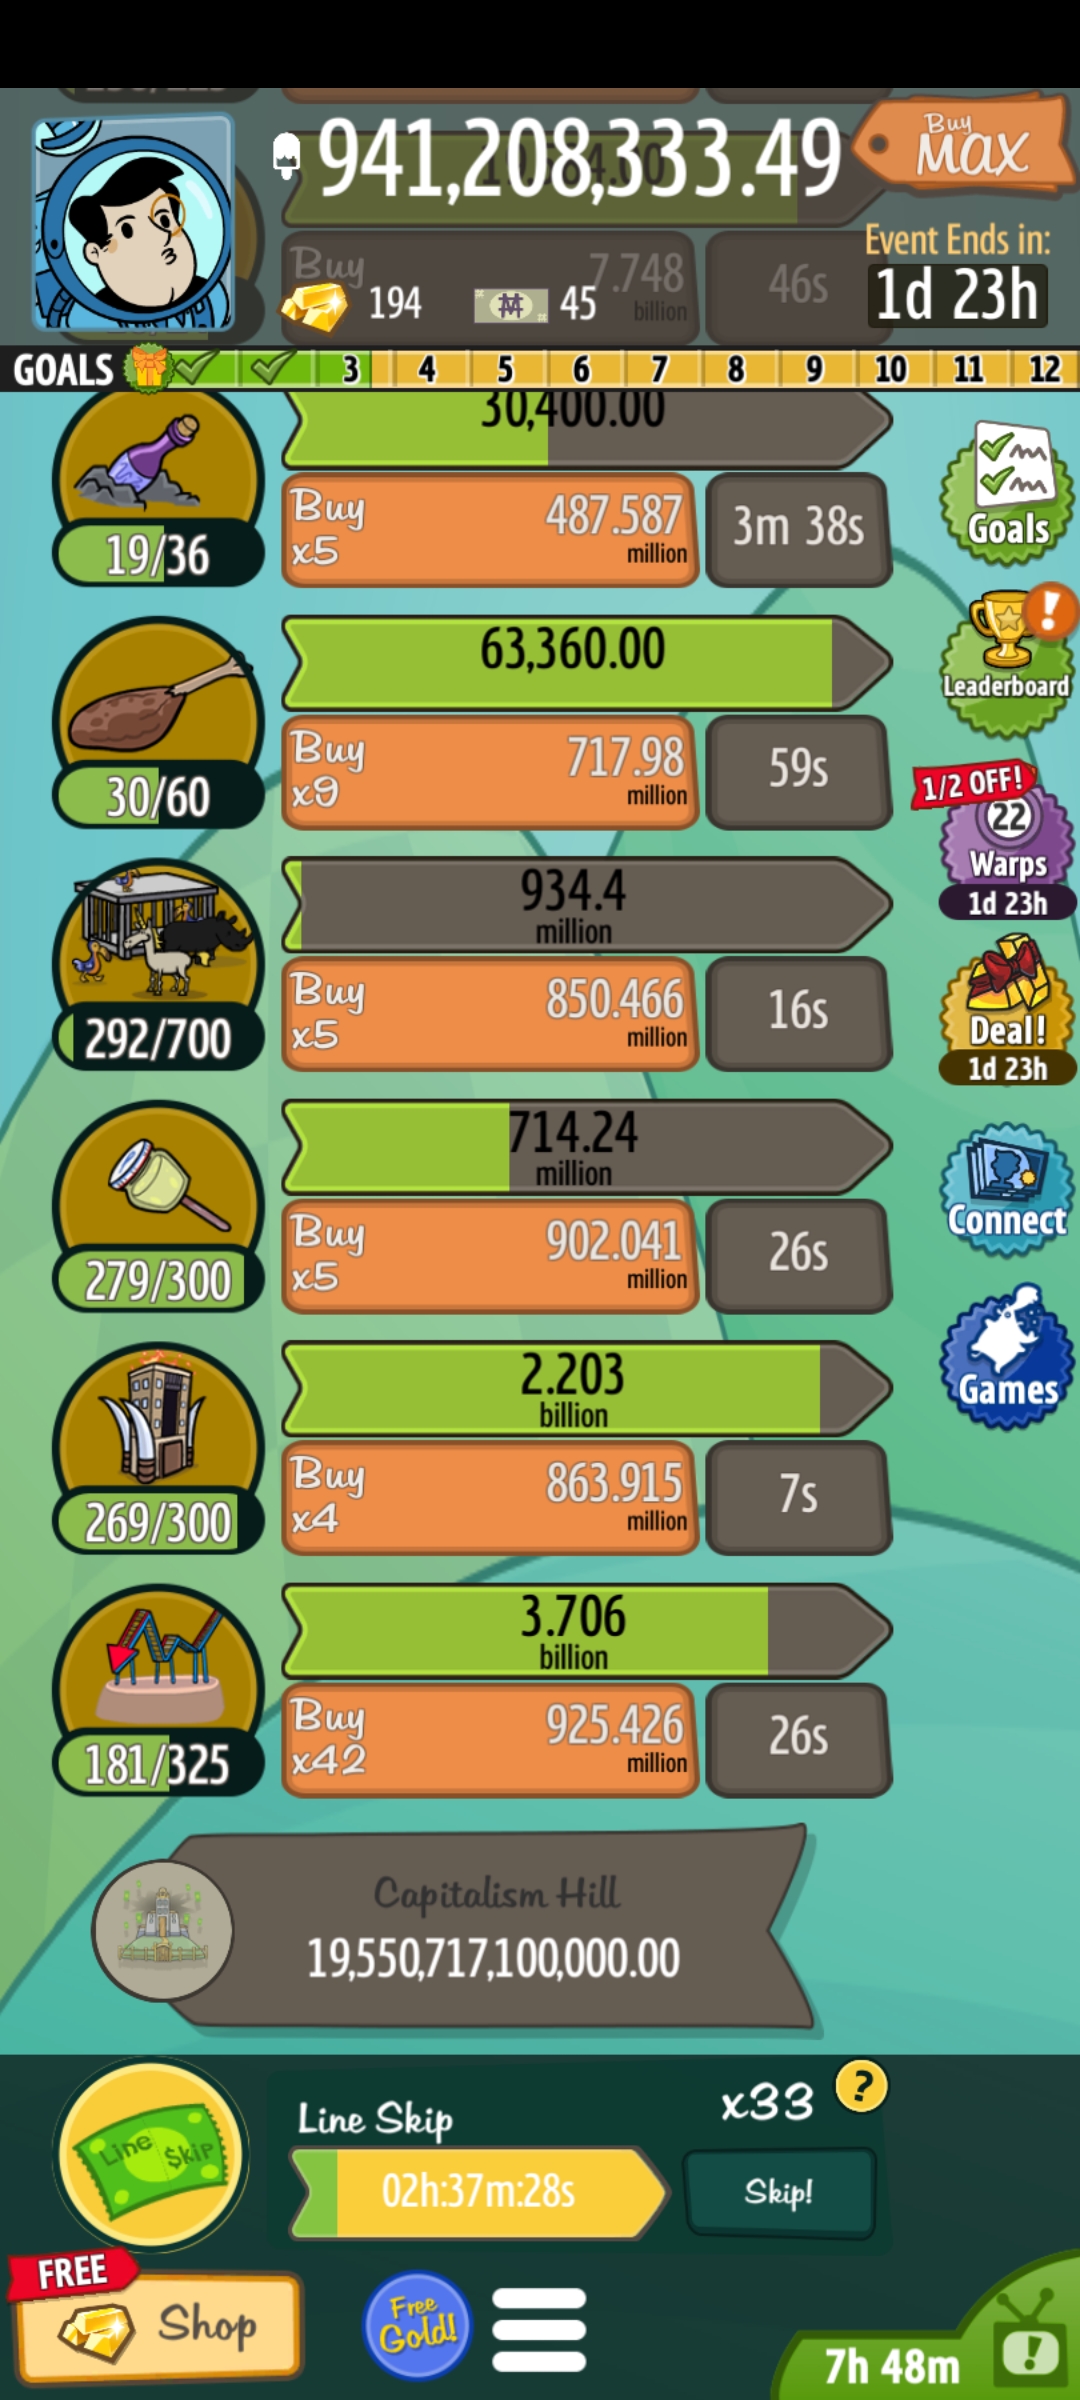 941,208,333.49
Buy
MAX
Event Ends in:
1d 23h
Buy
7.748
billion
46s
194
45
GOALS
3
4
5
6
7
8
9
10
11
12
30,400.00
19/36
Buy
x5
487.587
million
3m 38s
Goals
63,360.00
30/60
Buy
x9
717.98
million
59s
Leaderboard
1/2 OFF!
22
Warps
1d 23h
934.4
million
292/700
Buy
x5
850.466
million
16s
Deal!
1d 23h
714.24
million
279/300
Buy
x5
902.041
million
26s
Connect
2.203
billion
269/300
Buy
x4
863.915
million
7s
Games
3.706
billion
181/325
Buy
x42
925.426
million
26s
Capitalism Hill
19,550,717,100,000.00
Line $kip
Line Skip
x33
?
02h:37m:28s
Skip!
FREE
Shop
Free
Gold!
7h 48m